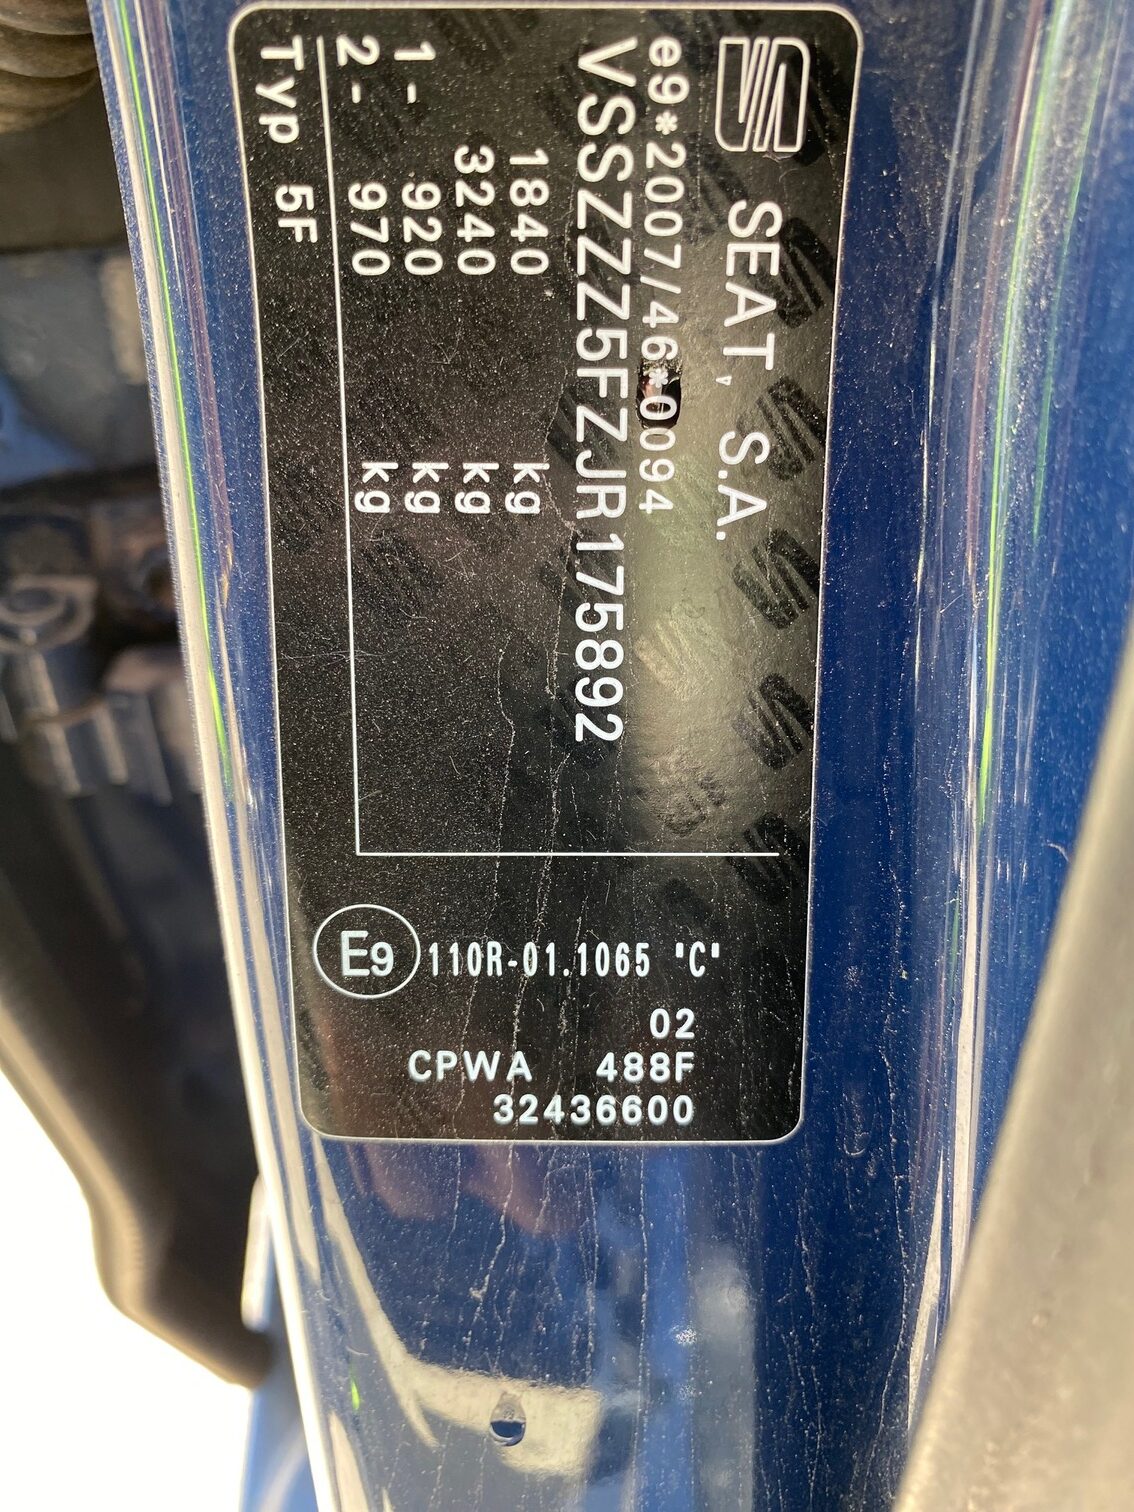 SEAT, S.A.
e9*2007/46*0094
VSSZZZ5FZJR175892
1840 kg
3240 kg
1- 920 kg
2- 970 kg
Typ 5F
E9 110R-01.1065 "C"
02
CPWA 488F
32436600